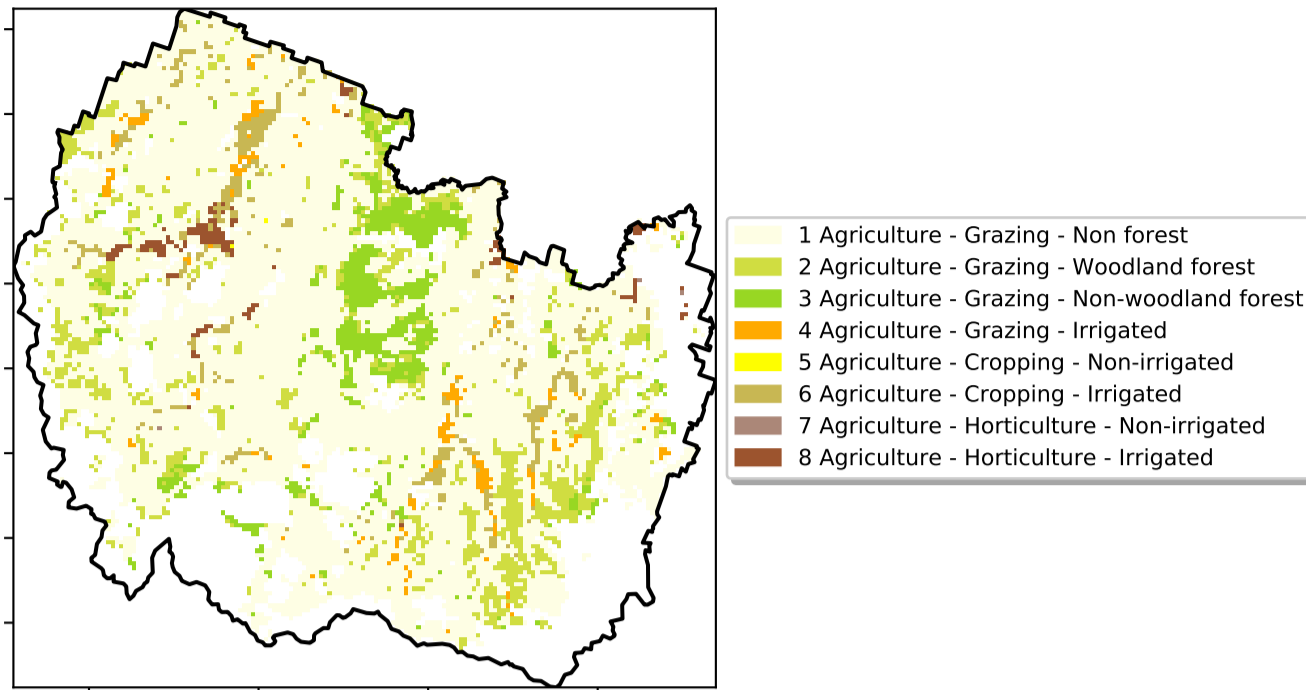 1 Agriculture - Grazing - Non forest
2 Agriculture - Grazing - Woodland forest
3 Agriculture - Grazing - Non-woodland forest
4 Agriculture - Grazing - Irrigated
5 Agriculture - Cropping - Non-irrigated
6 Agriculture - Cropping - Irrigated
7 Agriculture - Horticulture - Non-irrigated
8 Agriculture - Horticulture - Irrigated